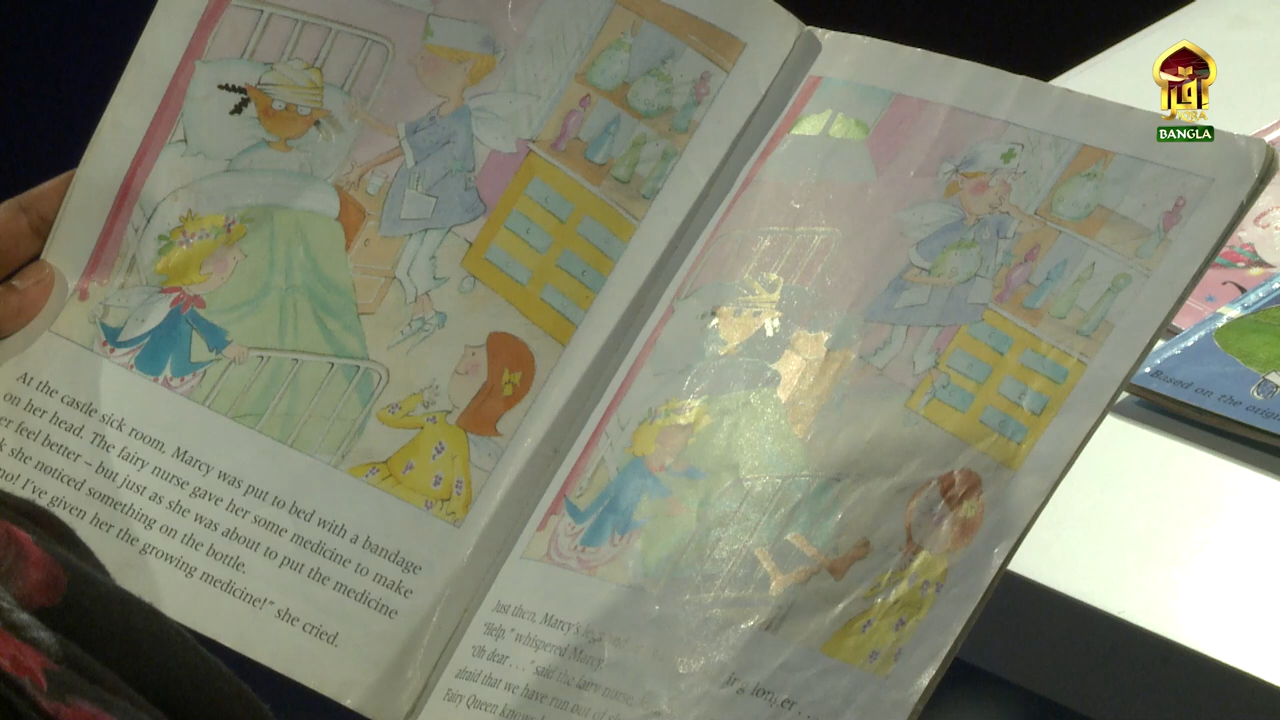 At the castle sick room, Marcy was put to bed with a bandage
on her head. The fairy nurse gave her some medicine to make
er feel better – but just as she was about to put the medicine
k she noticed something on the bottle.
no! I've given her the growing medicine!" she cried.
Just then, Marcy's
"Help," whispered Marcy.
"Oh dear . . ." said the fairy nurse,
afraid that we have run out of
Fairy Queen knows
longer . .
Based on the orig
اقرأ
IQRA
BANGLA